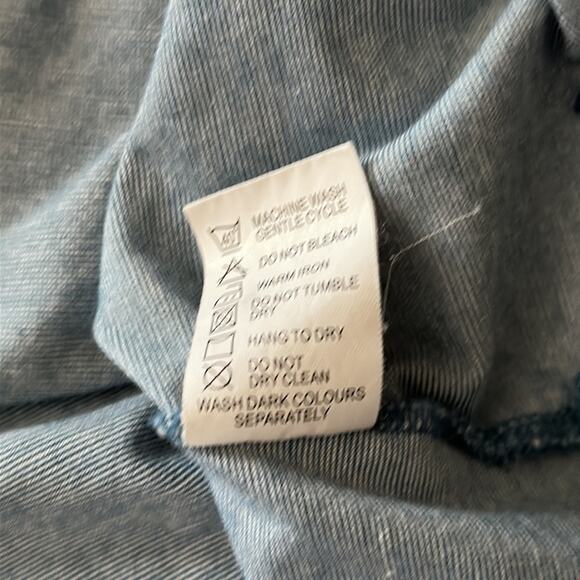 40
MACHINE WASH
GENTLE CYCLE
DO NOT BLEACH
WARM IRON
DO NOT TUMBLE
DRY
HANG TO DRY
DO NOT
DRY CLEAN
WASH DARK COLOURS
SEPARATELY